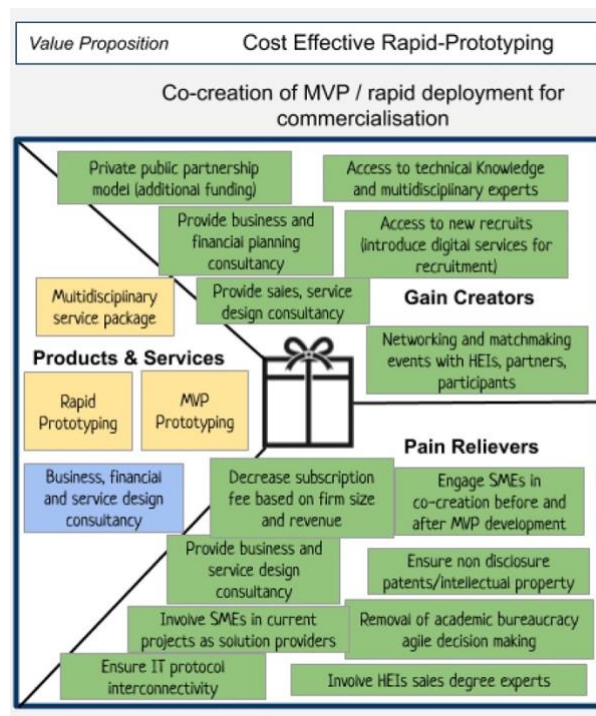 Value Proposition
Cost Effective Rapid-Prototyping
Co-creation of MVP / rapid deployment for
commercialisation
Private public partnership
model (additional funding)
Access to technical Knowledge
and multidisciplinary experts
Provide business and
financial planning
consultancy
Access to new recruits
(introduce digital services for
recruitment)
Multidisciplinary
service package
Provide sales, service
design consultancy
Gain Creators
Networking and matchmaking
events with HEIs, partners,
participants
Products & Services
Rapid
Prototyping
MVP
Prototyping
Pain Relievers
Business, financial
and service design
consultancy
Decrease subscription
fee based on firm size
and revenue
Engage SMEs in
co-creation before and
after MVP development
Provide business and
service design
consultancy
Ensure non disclosure
patents/intellectual property
Involve SMEs in current
projects as solution providers
Removal of academic bureaucracy
agile decision making
Ensure IT protocol
interconnectivity
Involve HEIs sales degree experts